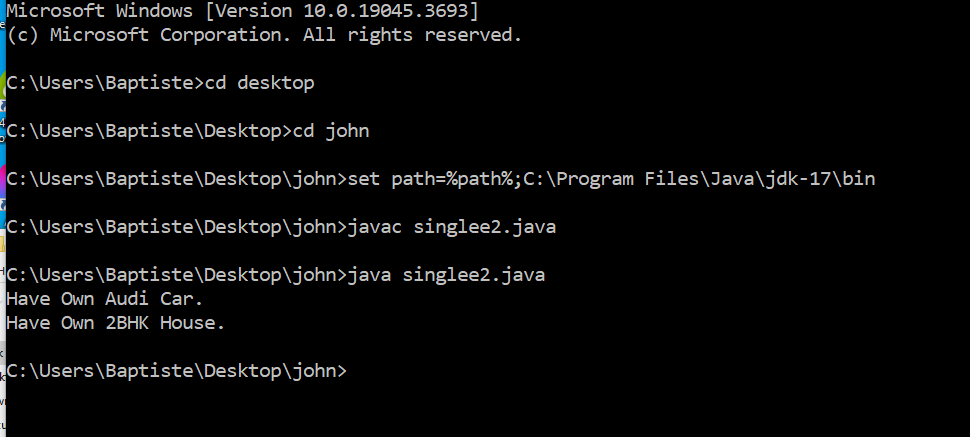 Microsoft Windows [Version 10.0.19045.3693]
(c) Microsoft Corporation. All rights reserved.
C:\Users\Baptiste>cd desktop
C:\Users\Baptiste\Desktop>cd john
C:\Users\Baptiste\Desktop\john>set path=%path%;C:\Program Files\Java\jdk-17\bin
C:\Users\Baptiste\Desktop\john>javac singlee2.java
C:\Users\Baptiste\Desktop\john>java singlee2.java
Have Own Audi Car.
Have Own 2BHK House.
C:\Users\Baptiste\Desktop\john>